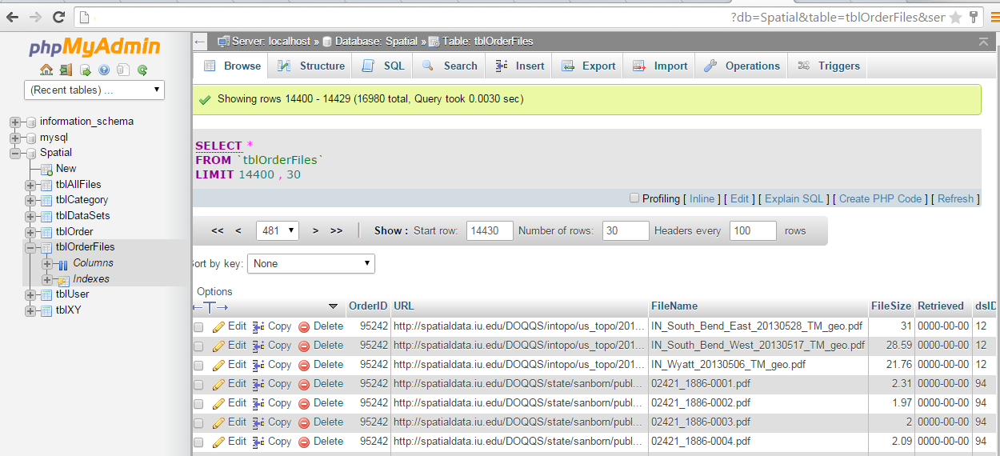 ?db=Spatial&table=tblOrderFiles&ser
phpMyAdmin
(Recent tables) ...
information_schema
mysql
Spatial
New
tblAllFiles
tblCategory
tblDataSets
tblOrder
tblOrderFiles
Columns
Indexes
tblUser
tblXY
Server: localhost » Database: Spatial » Table: tblOrderFiles
Browse Structure SQL Search Insert Export Import Operations Triggers
Showing rows 14400 - 14429 (16980 total, Query took 0.0030 sec)
SELECT *
FROM `tblOrderFiles`
LIMIT 14400 , 30
Profiling [ Inline ] [ Edit ] [ Explain SQL ] [ Create PHP Code ] [ Refresh ]
<< < 481 > >> Show : Start row: 14430 Number of rows: 30 Headers every 100 rows
Sort by key: None
Options
←T→ OrderID URL FileName FileSize Retrieved dsID
Edit Copy Delete 95242 http://spatialdata.iu.edu/DOQQS/intopo/us_topo/201... IN_South_Bend_East_20130528_TM_geo.pdf 31 0000-00-00 12
Edit Copy Delete 95242 http://spatialdata.iu.edu/DOQQS/intopo/us_topo/201... IN_South_Bend_West_20130517_TM_geo.pdf 28.59 0000-00-00 12
Edit Copy Delete 95242 http://spatialdata.iu.edu/DOQQS/intopo/us_topo/201... IN_Wyatt_20130506_TM_geo.pdf 21.76 0000-00-00 12
Edit Copy Delete 95242 http://spatialdata.iu.edu/DOQQS/state/sanborn/publ... 02421_1886-0001.pdf 2.31 0000-00-00 94
Edit Copy Delete 95242 http://spatialdata.iu.edu/DOQQS/state/sanborn/publ... 02421_1886-0002.pdf 1.97 0000-00-00 94
Edit Copy Delete 95242 http://spatialdata.iu.edu/DOQQS/state/sanborn/publ... 02421_1886-0003.pdf 2 0000-00-00 94
Edit Copy Delete 95242 http://spatialdata.iu.edu/DOQQS/state/sanborn/publ... 02421_1886-0004.pdf 2.09 0000-00-00 94